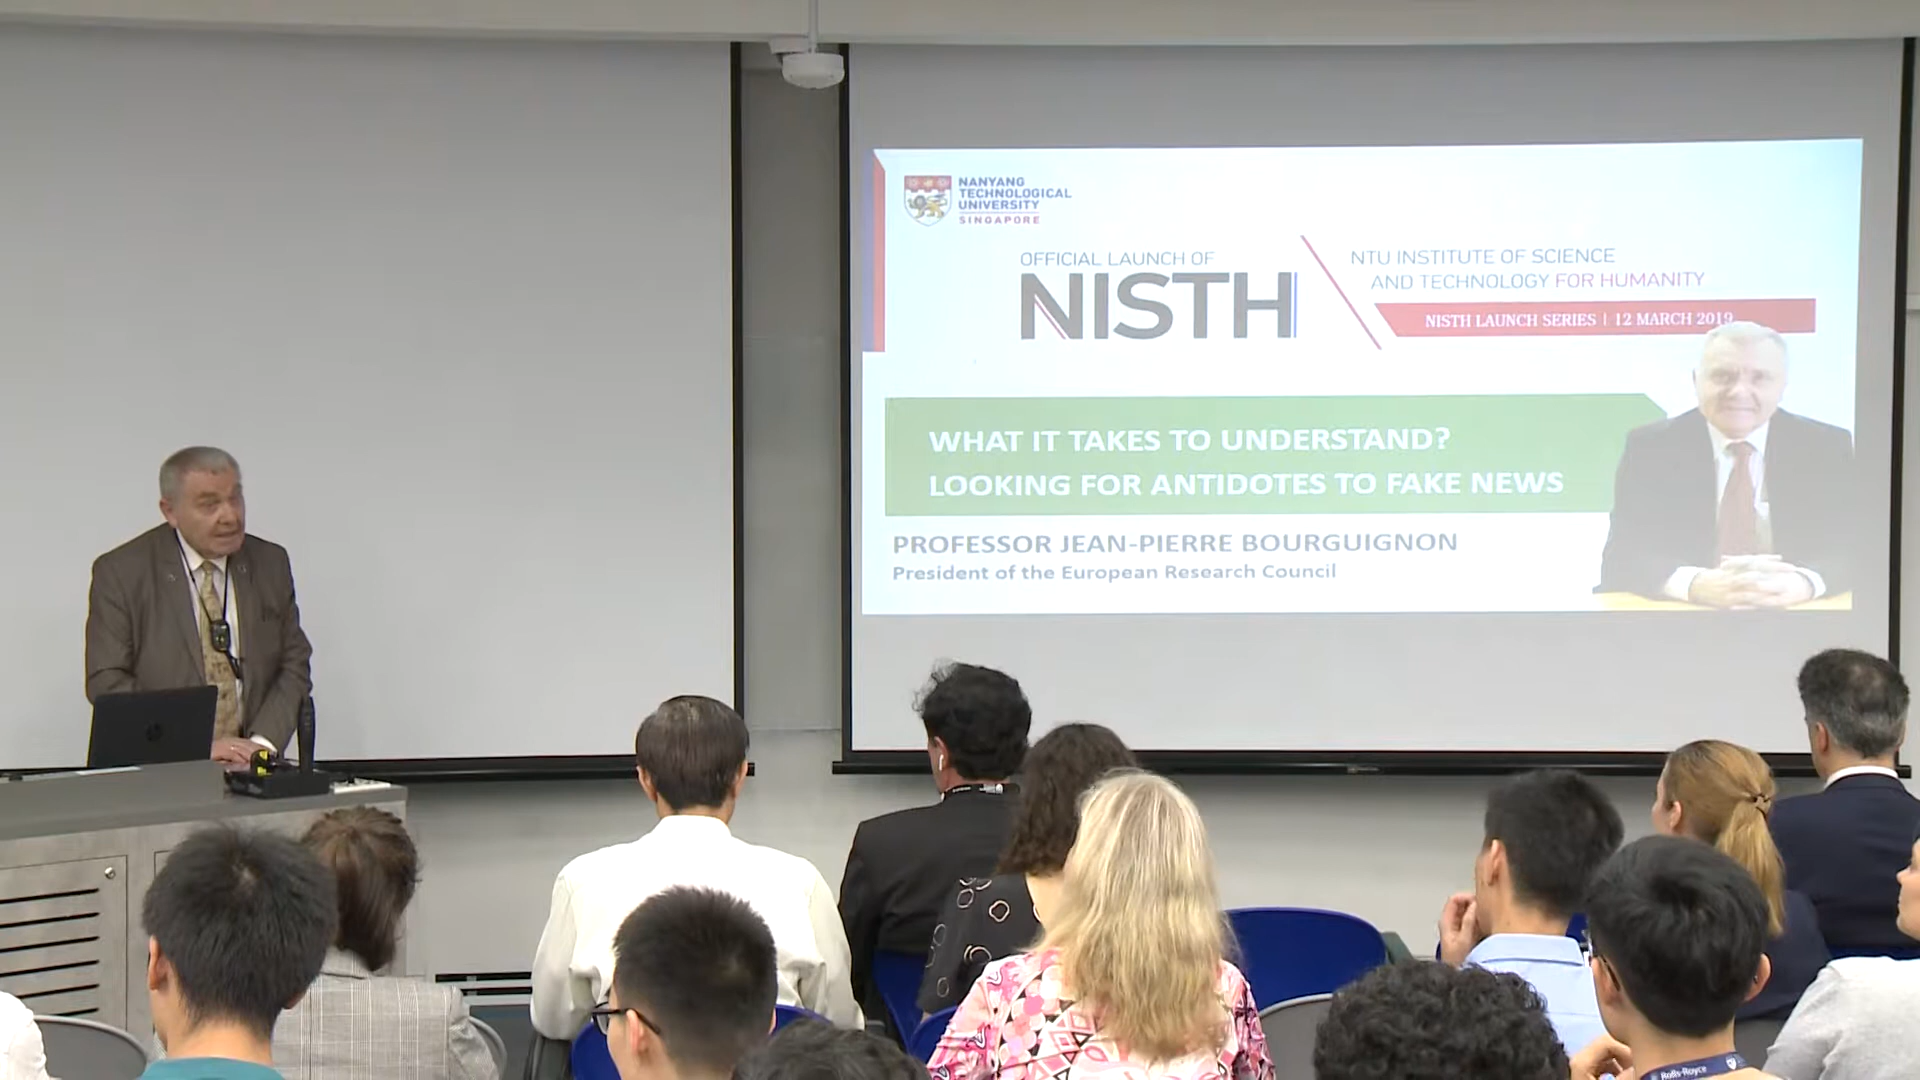 NANYANG
TECHNOLOGICAL
UNIVERSITY
SINGAPORE
OFFICIAL LAUNCH OF
NISTH
NTU INSTITUTE OF SCIENCE
AND TECHNOLOGY FOR HUMANITY
NISTH LAUNCH SERIES | 12 MARCH 2019
WHAT IT TAKES TO UNDERSTAND?
LOOKING FOR ANTIDOTES TO FAKE NEWS
PROFESSOR JEAN-PIERRE BOURGUIGNON
President of the European Research Council
Rolls-Royce